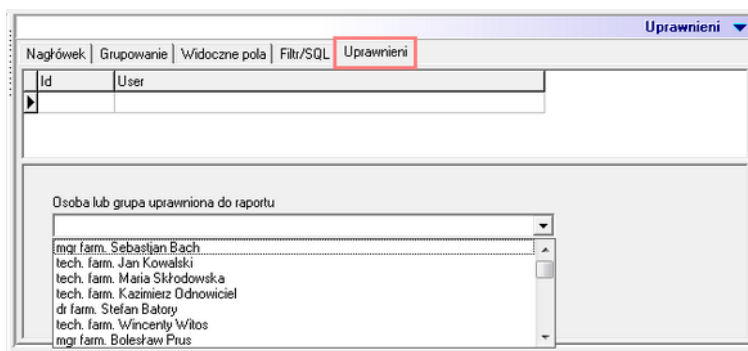 Uprawnieni
Nagłówek Grupowanie Widoczne pola Filtr/SQL Uprawnieni
Id User
Osoba lub grupa uprawniona do raportu
mgr farm. Sebastjan Bach
tech. farm. Jan Kowalski
tech. farm. Maria Skłodowska
tech. farm. Kazimierz Odnowiciel
dr farm. Stefan Batory
tech. farm. Wincenty Witos
mgr farm. Bolesław Prus